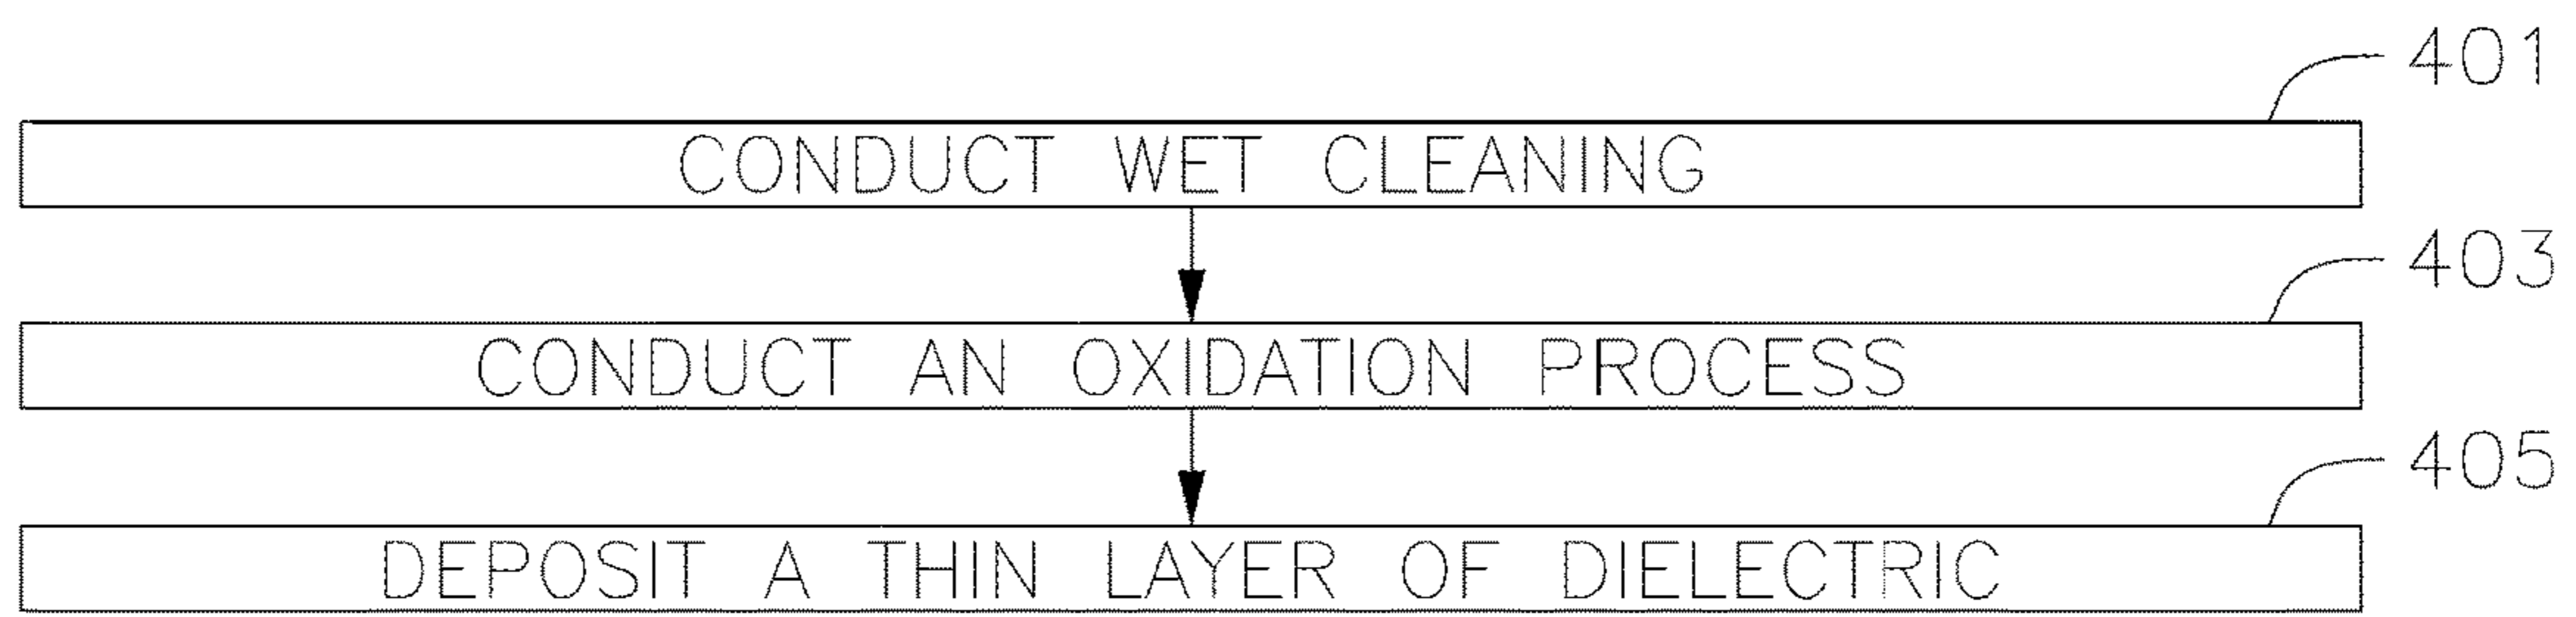 401
CONDUCT WET CLEANING
403
CONDUCT AN OXIDATION PROCESS
405
DEPOSIT A THIN LAYER OF DIELECTRIC